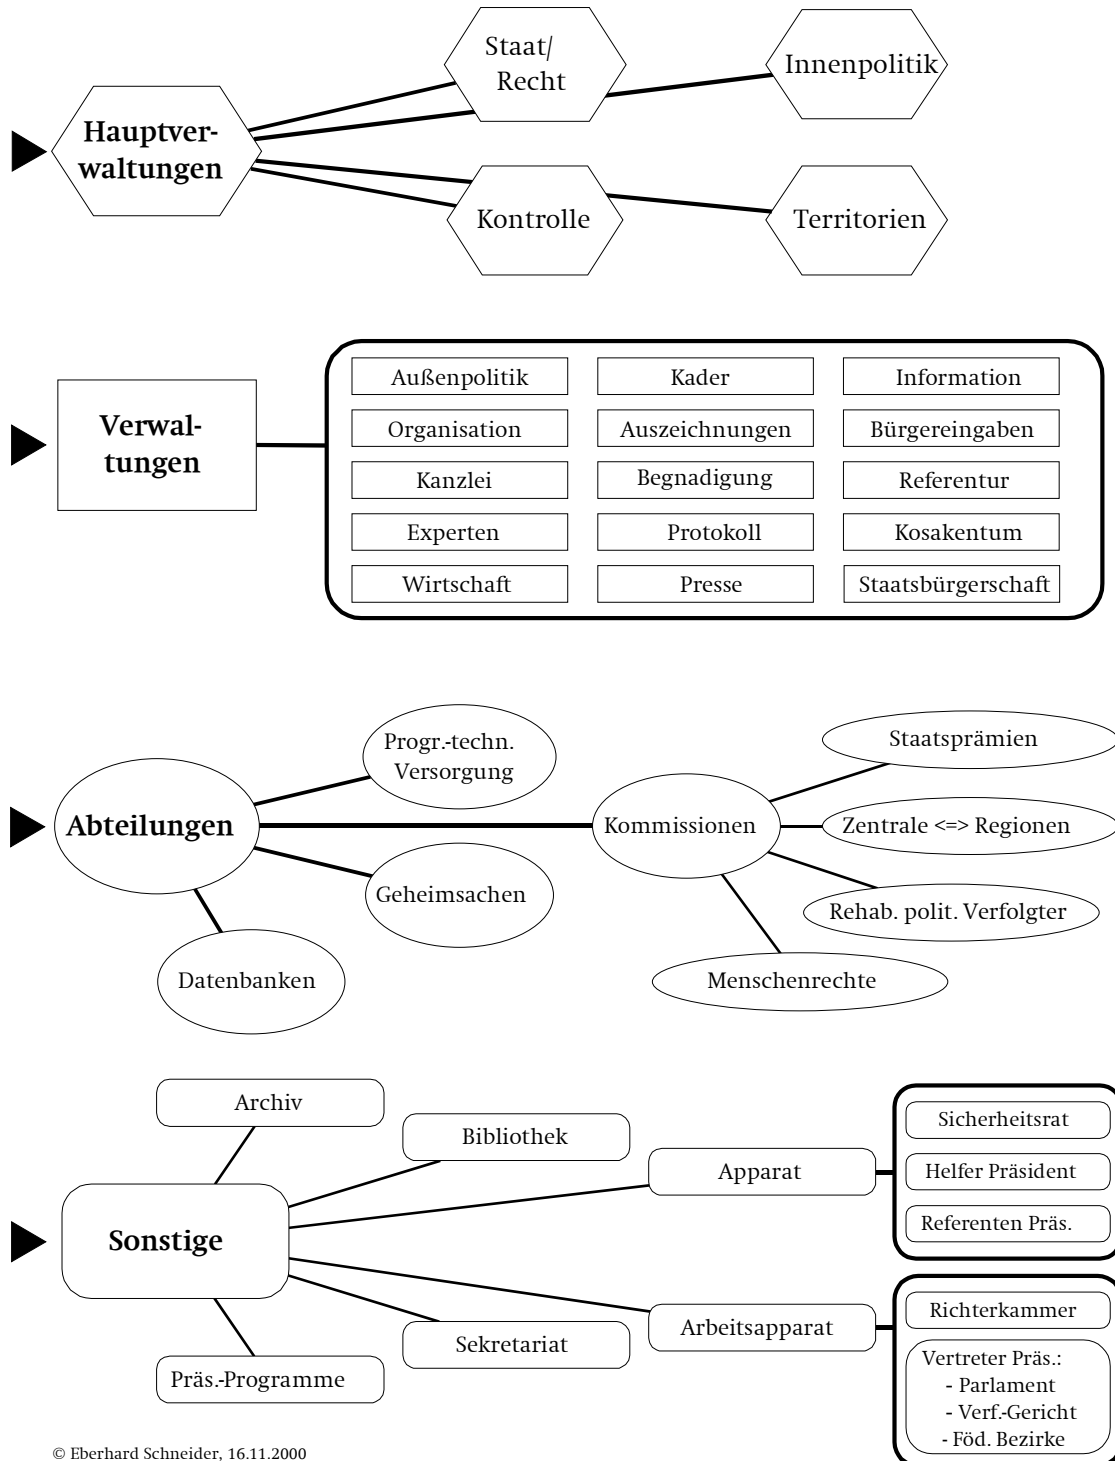 Staat/
Recht
Innenpolitik
Hauptver-
waltungen
Kontrolle
Territorien
Verwal-
tungen
Außenpolitik
Kader
Information
Organisation
Auszeichnungen
Bürgereingaben
Kanzlei
Begnadigung
Referentur
Experten
Protokoll
Kosakentum
Wirtschaft
Presse
Staatsbürgerschaft
Progr.-techn.
Versorgung
Staatsprämien
Abteilungen
Kommissionen
Zentrale <=> Regionen
Geheimsachen
Rehab. polit. Verfolgter
Datenbanken
Menschenrechte
Archiv
Bibliothek
Apparat
Sicherheitsrat
Helfer Präsident
Referenten Präs.
Sonstige
Arbeitsapparat
Richterkammer
Sekretariat
Präs.-Programme
Vertreter Präs.:
- Parlament
- Verf.-Gericht
- Föd. Bezirke
© Eberhard Schneider, 16.11.2000